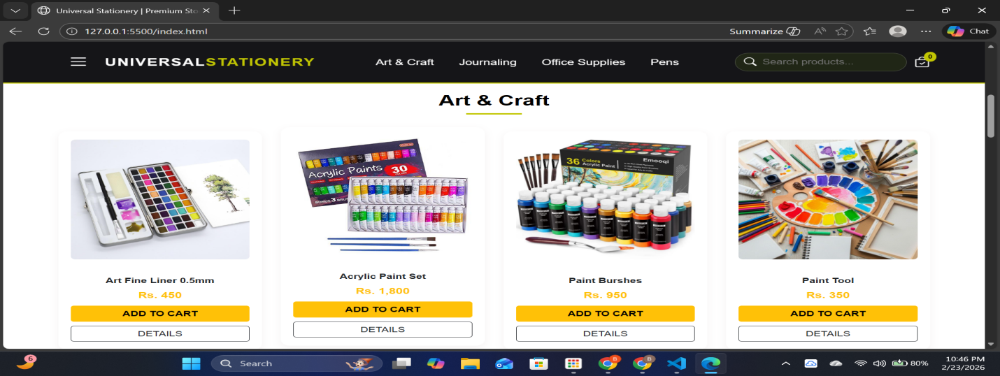 Universal Stationery | Premium Sto
127.0.0.1:5500/index.html
Summarize
Chat
UNIVERSALSTATIONERY
Art & Craft
Journaling
Office Supplies
Pens
Search products...
0
Art & Craft
Acrylic Paints 30
BONUS 3
36 Colors
Acrylic Paint
Emooqi
Art Fine Liner 0.5mm
Rs. 450
ADD TO CART
DETAILS
Acrylic Paint Set
Rs. 1,800
ADD TO CART
DETAILS
Paint Burshes
Rs. 950
ADD TO CART
DETAILS
Paint Tool
Rs. 350
ADD TO CART
DETAILS
6
Search
B
B
80%
10:46 PM
2/23/2026